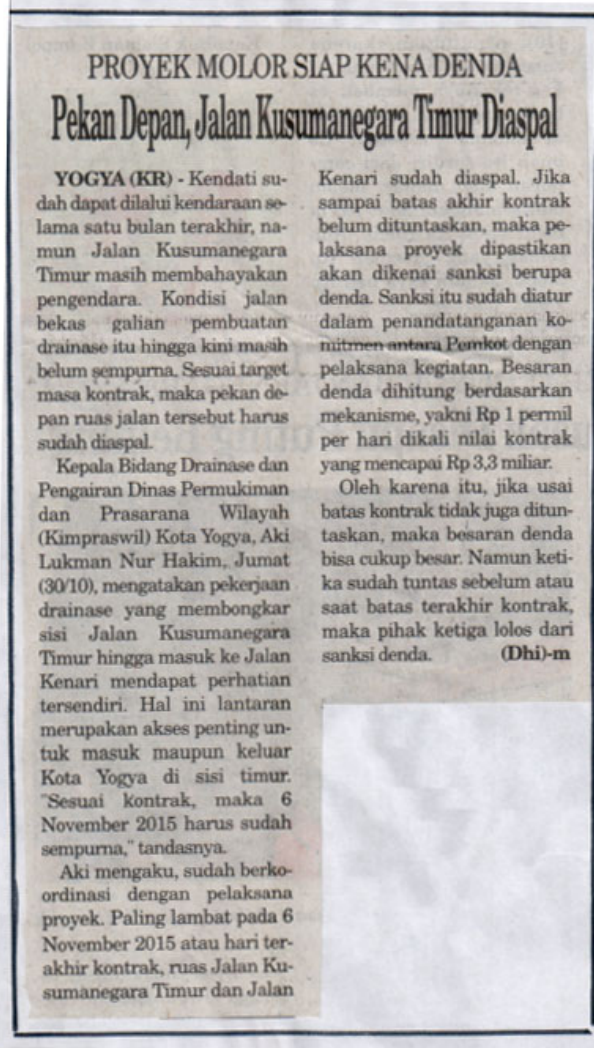 PROYEK MOLOR SIAP KENA DENDA
Pekan Depan, Jalan Kusumanegara Timur Diaspal
YOGYA (KR) - Kendati su-
dah dapat dilalui kendaraan se-
lama satu bulan terakhir, na-
mun Jalan Kusumanegara
Timur masih membahayakan
pengendara. Kondisi jalan
bekas galian pembuatan
drainase itu hingga kini masih
belum sempurna. Sesuai target
masa kontrak, maka pekan de-
pan ruas jalan tersebut harus
sudah diaspal.
Kepala Bidang Drainase dan
Pengairan Dinas Permukiman
dan Prasarana Wilayah
(Kimpraswil) Kota Yogya, Aki
Lukman Nur Hakim, Jumat
(30/10), mengatakan pekerjaan
drainase yang membongkar
sisi Jalan Kusumanegara
Timur hingga masuk ke Jalan
Kenari mendapat perhatian
tersendiri. Hal ini lantaran
merupakan akses penting un-
tuk masuk maupun keluar
Kota Yogya di sisi timur.
"Sesuai kontrak, maka 6
November 2015 harus sudah
sempurna," tandasnya.
Aki mengaku, sudah berko-
ordinasi dengan pelaksana
proyek. Paling lambat pada 6
November 2015 atau hari ter-
akhir kontrak, ruas Jalan Ku-
sumanegara Timur dan Jalan
Kenari sudah diaspal. Jika
sampai batas akhir kontrak
belum dituntaskan, maka pe-
laksana proyek dipastikan
akan dikenai sanksi berupa
denda. Sanksi itu sudah diatur
dalam penandatanganan ko-
mitmen antara Pemkot dengan
pelaksana kegiatan. Besaran
denda dihitung berdasarkan
mekanisme, yakni Rp 1 permil
per hari dikali nilai kontrak
yang mencapai Rp 3,3 miliar.
Oleh karena itu, jika usai
batas kontrak tidak juga ditun-
taskan, maka besaran denda
bisa cukup besar. Namun keti-
ka sudah tuntas sebelum atau
saat batas terakhir kontrak,
maka pihak ketiga lolos dari
sanksi denda. (Dhi)-m